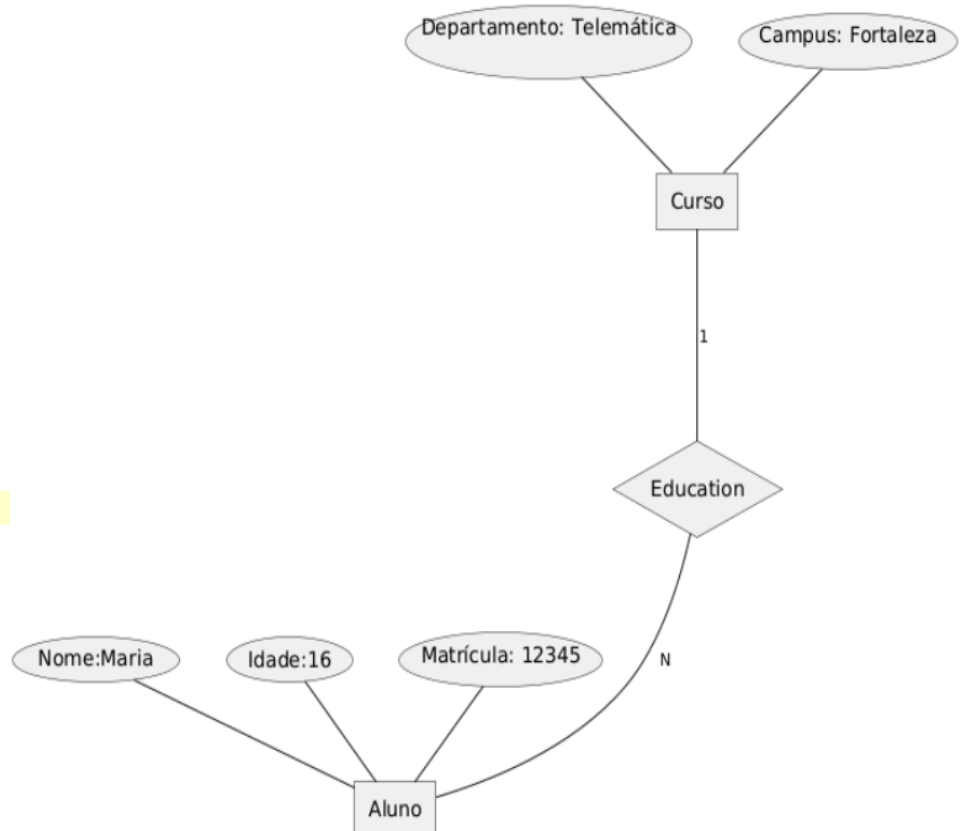 Departamento: Telemática
Campus: Fortaleza
Curso
1
Education
N
Nome:Maria
Idade:16
Matrícula: 12345
Aluno